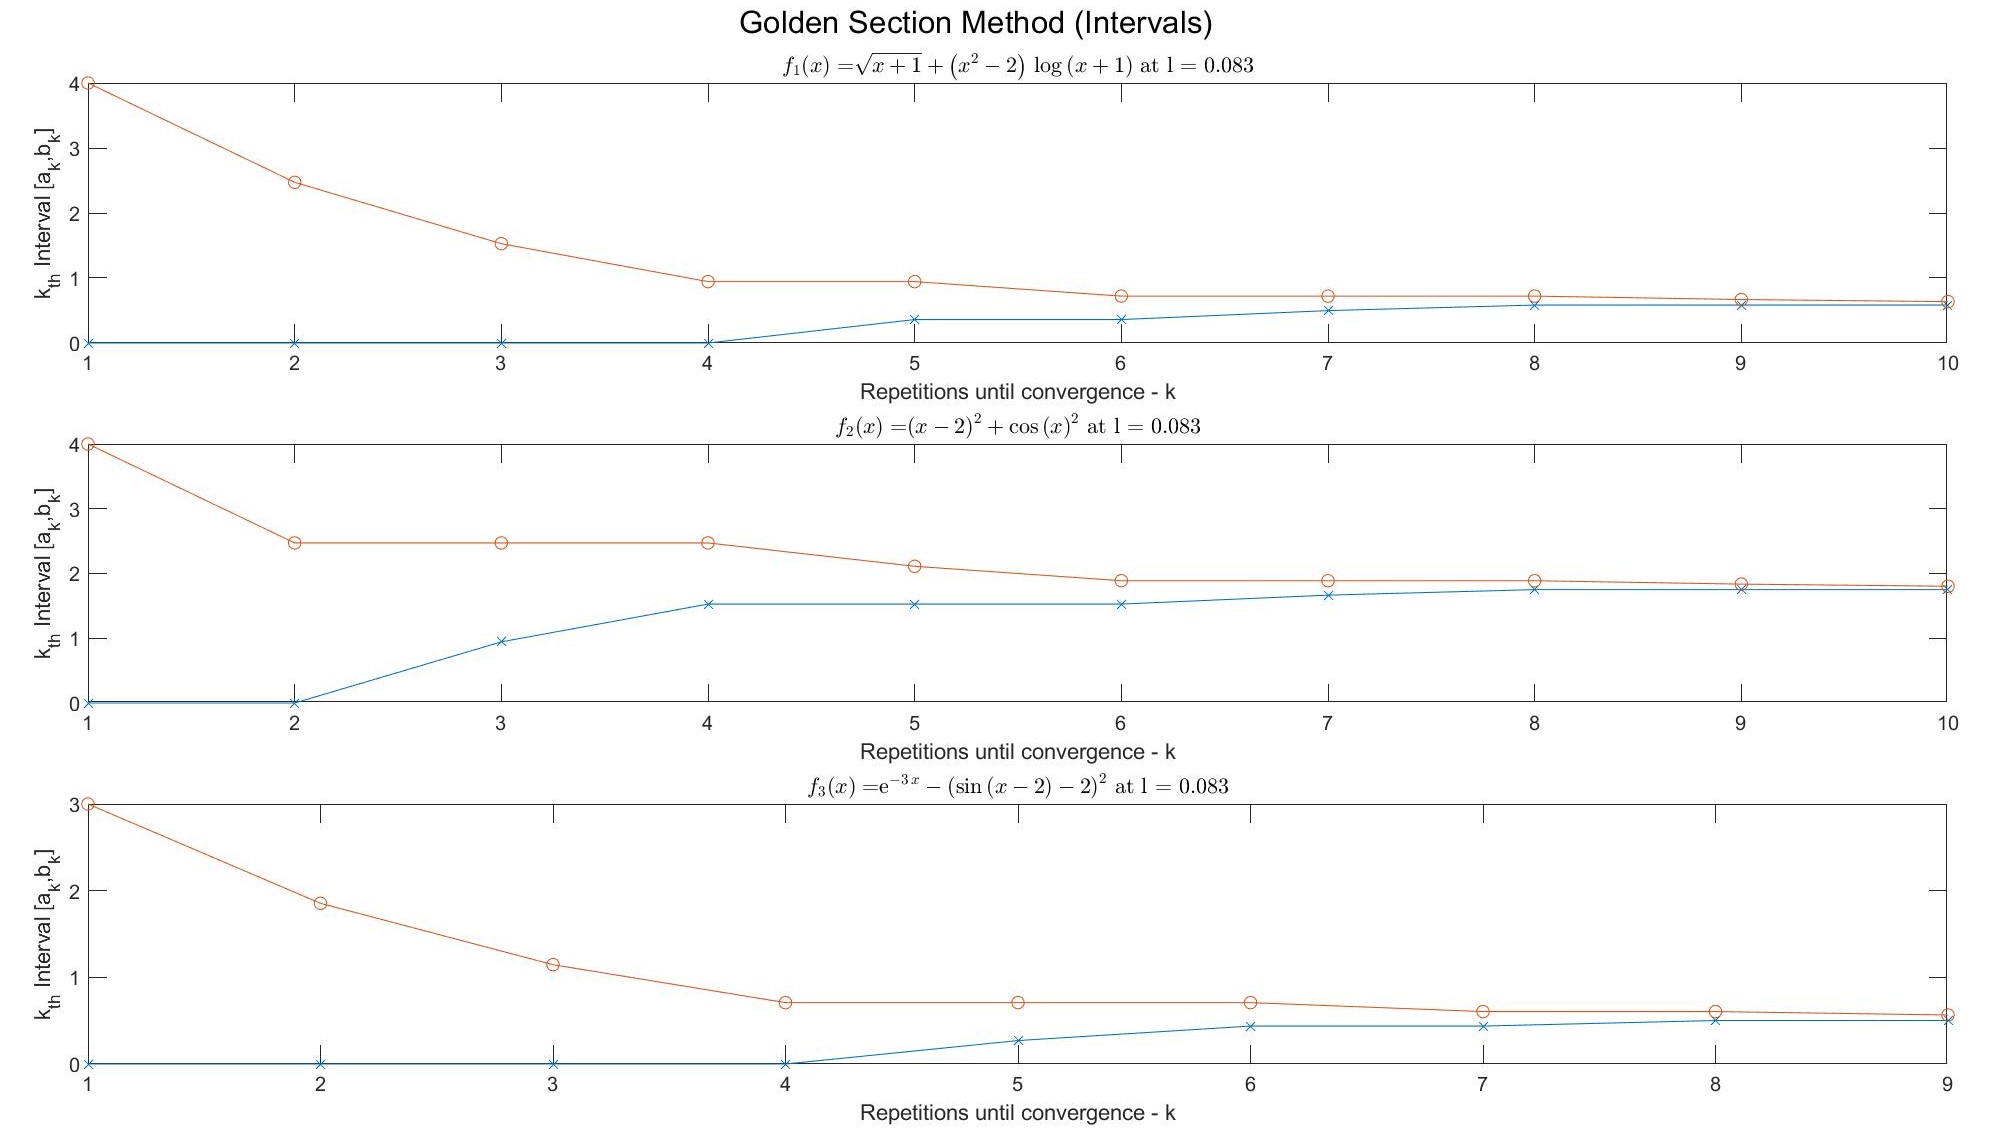 Golden Section Method (Intervals)
f₁(x) =√(x + 1) + (x² − 2) log (x + 1) at l = 0.083
k_th Interval [a_k,b_k]
4
3
2
1
0
1 2 3 4 5 6 7 8 9 10
Repetitions until convergence - k
f₂(x) =(x − 2)² + cos (x)² at l = 0.083
k_th Interval [a_k,b_k]
4
3
2
1
0
1 2 3 4 5 6 7 8 9 10
Repetitions until convergence - k
f₃(x) =e⁻³ˣ − (sin (x − 2) − 2)² at l = 0.083
k_th Interval [a_k,b_k]
3
2
1
0
1 2 3 4 5 6 7 8 9
Repetitions until convergence - k